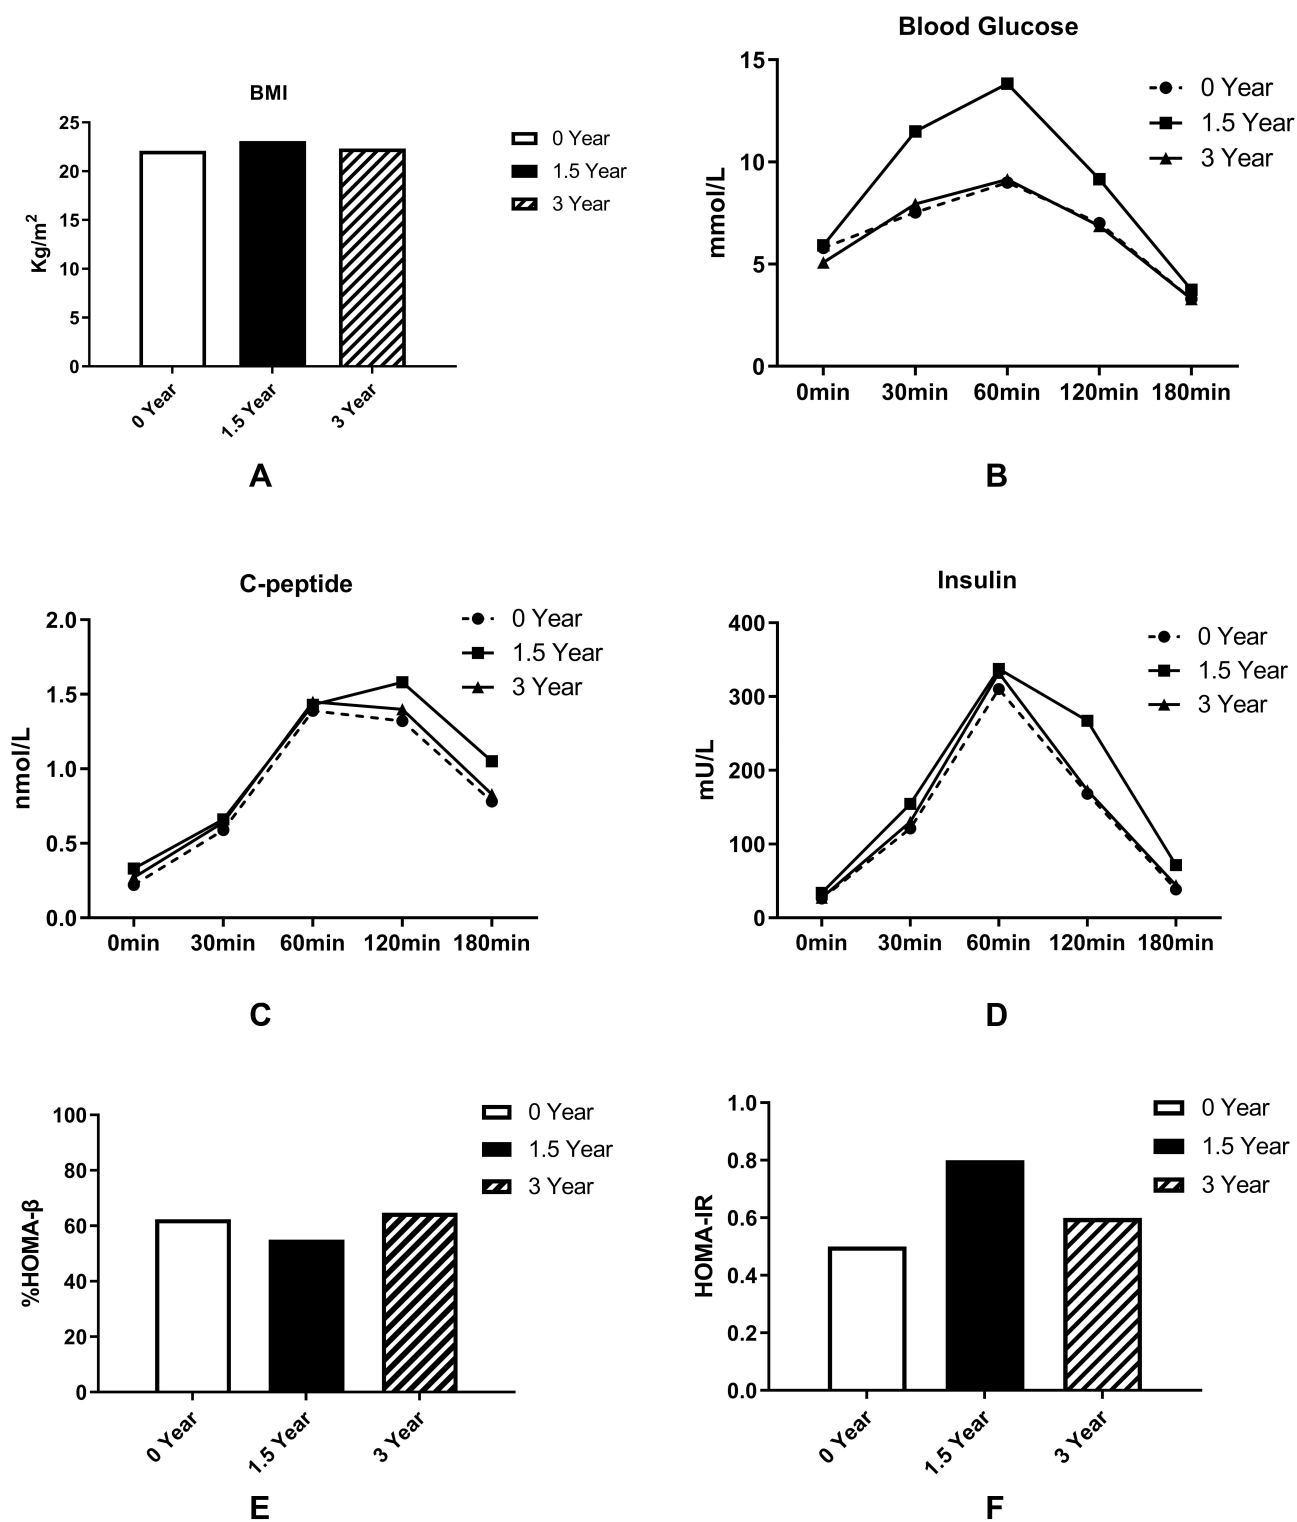 BMI
Kg/m2
25
20
15
10
5
0
0 Year
1.5 Year
3 Year
0 Year
1.5 Year
3 Year
A
Blood Glucose
mmol/L
15
10
5
0
0min 30min 60min 120min 180min
0 Year
1.5 Year
3 Year
B
C-peptide
nmol/L
2.0
1.5
1.0
0.5
0.0
0min 30min 60min 120min 180min
0 Year
1.5 Year
3 Year
C
Insulin
mU/L
400
300
200
100
0
0min 30min 60min 120min 180min
0 Year
1.5 Year
3 Year
D
%HOMA-β
100
80
60
40
20
0
0 Year
1.5 Year
3 Year
0 Year
1.5 Year
3 Year
E
HOMA-IR
1.0
0.8
0.6
0.4
0.2
0.0
0 Year
1.5 Year
3 Year
0 Year
1.5 Year
3 Year
F